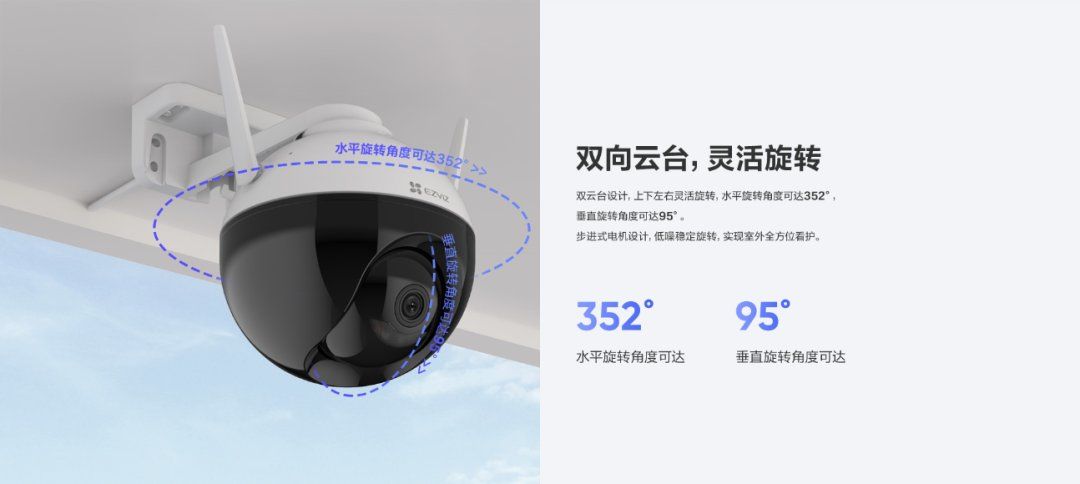 水平旋转角度可达352° >>
EZVIZ
垂直旋转角度可达95° >>
双向云台, 灵活旋转
双云台设计, 上下左右灵活旋转, 水平旋转角度可达352°,
垂直旋转角度可达95°。
步进式电机设计, 低噪稳定旋转, 实现室外全方位看护。
352°
95°
水平旋转角度可达
垂直旋转角度可达